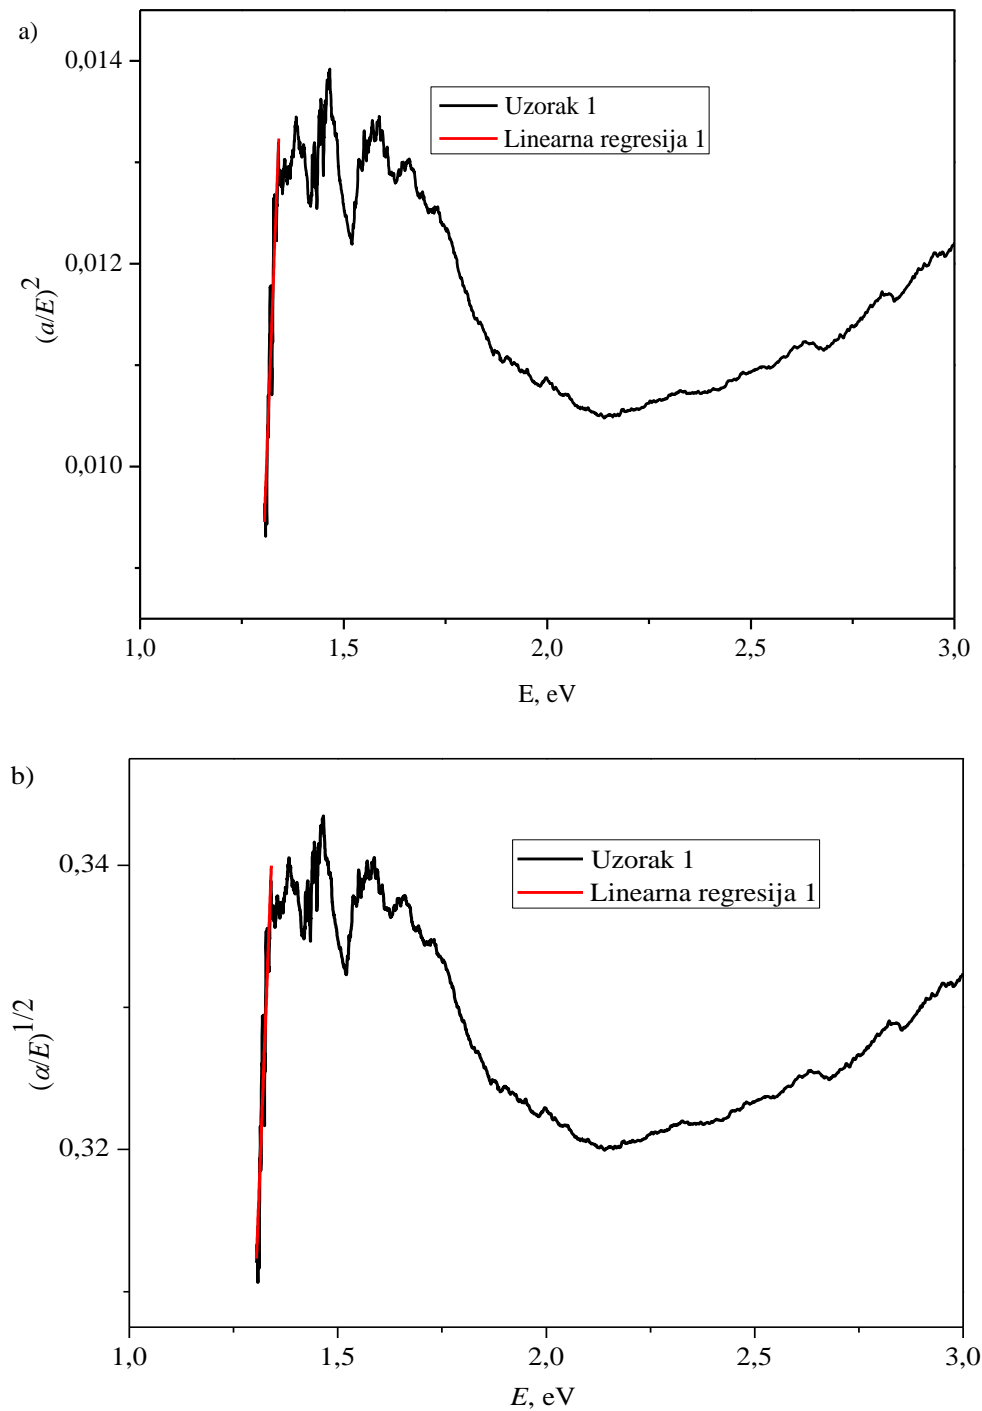 a)
0,014
Uzorak 1
Linearna regresija 1
0,012
(a/E)2
0,010
1,0 1,5 2,0 2,5 3,0
E, eV
b)
0,34
Uzorak 1
Linearna regresija 1
(α/E)1/2
0,32
1,0 1,5 2,0 2,5 3,0
E, eV